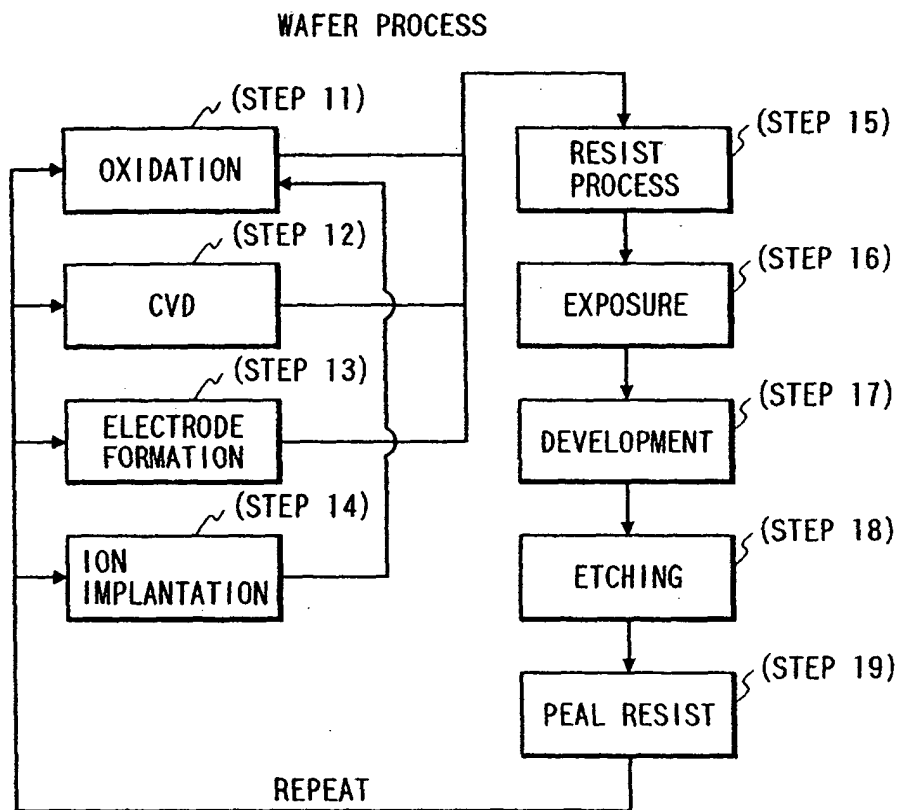 WAFER PROCESS
(STEP 11)
OXIDATION
(STEP 12)
CVD
(STEP 13)
ELECTRODE
FORMATION
(STEP 14)
ION
IMPLANTATION
(STEP 15)
RESIST
PROCESS
(STEP 16)
EXPOSURE
(STEP 17)
DEVELOPMENT
(STEP 18)
ETCHING
(STEP 19)
PEAL RESIST
REPEAT